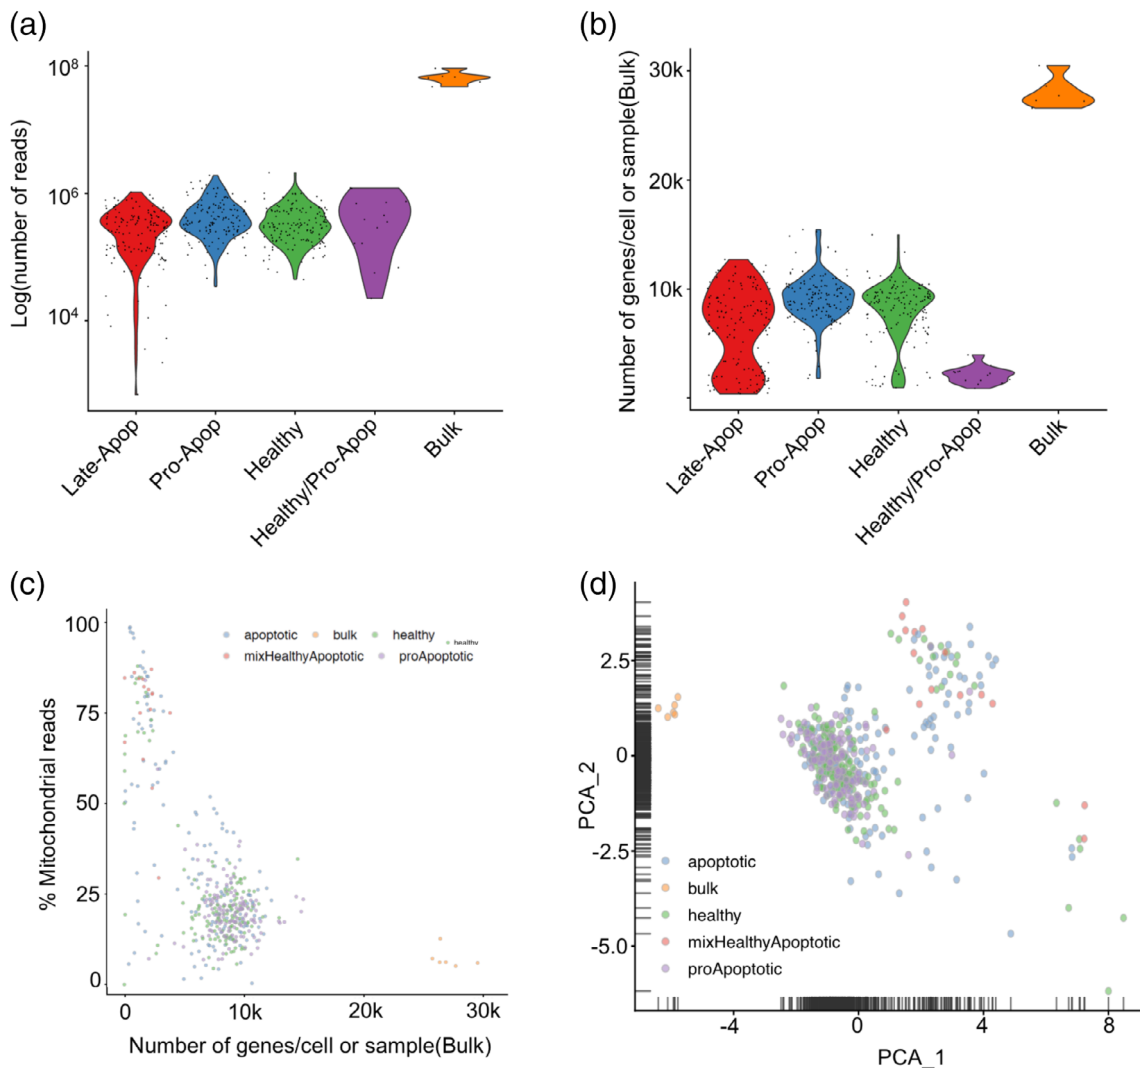 (a)
Log(number of reads)
10⁸
10⁶
10⁴
Late-Apop
Pro-Apop
Healthy
Healthy/Pro-Apop
Bulk
(b)
Number of genes/cell or sample(Bulk)
30k
20k
10k
Late-Apop
Pro-Apop
Healthy
Healthy/Pro-Apop
Bulk
(c)
% Mitochondrial reads
100
75
50
25
0
apoptotic bulk healthy healthy
mixHealthyApoptotic proApoptotic
0 10k 20k 30k
Number of genes/cell or sample(Bulk)
(d)
PCA_2
2.5
0
-2.5
-5.0
apoptotic
bulk
healthy
mixHealthyApoptotic
proApoptotic
-4 0 4 8
PCA_1